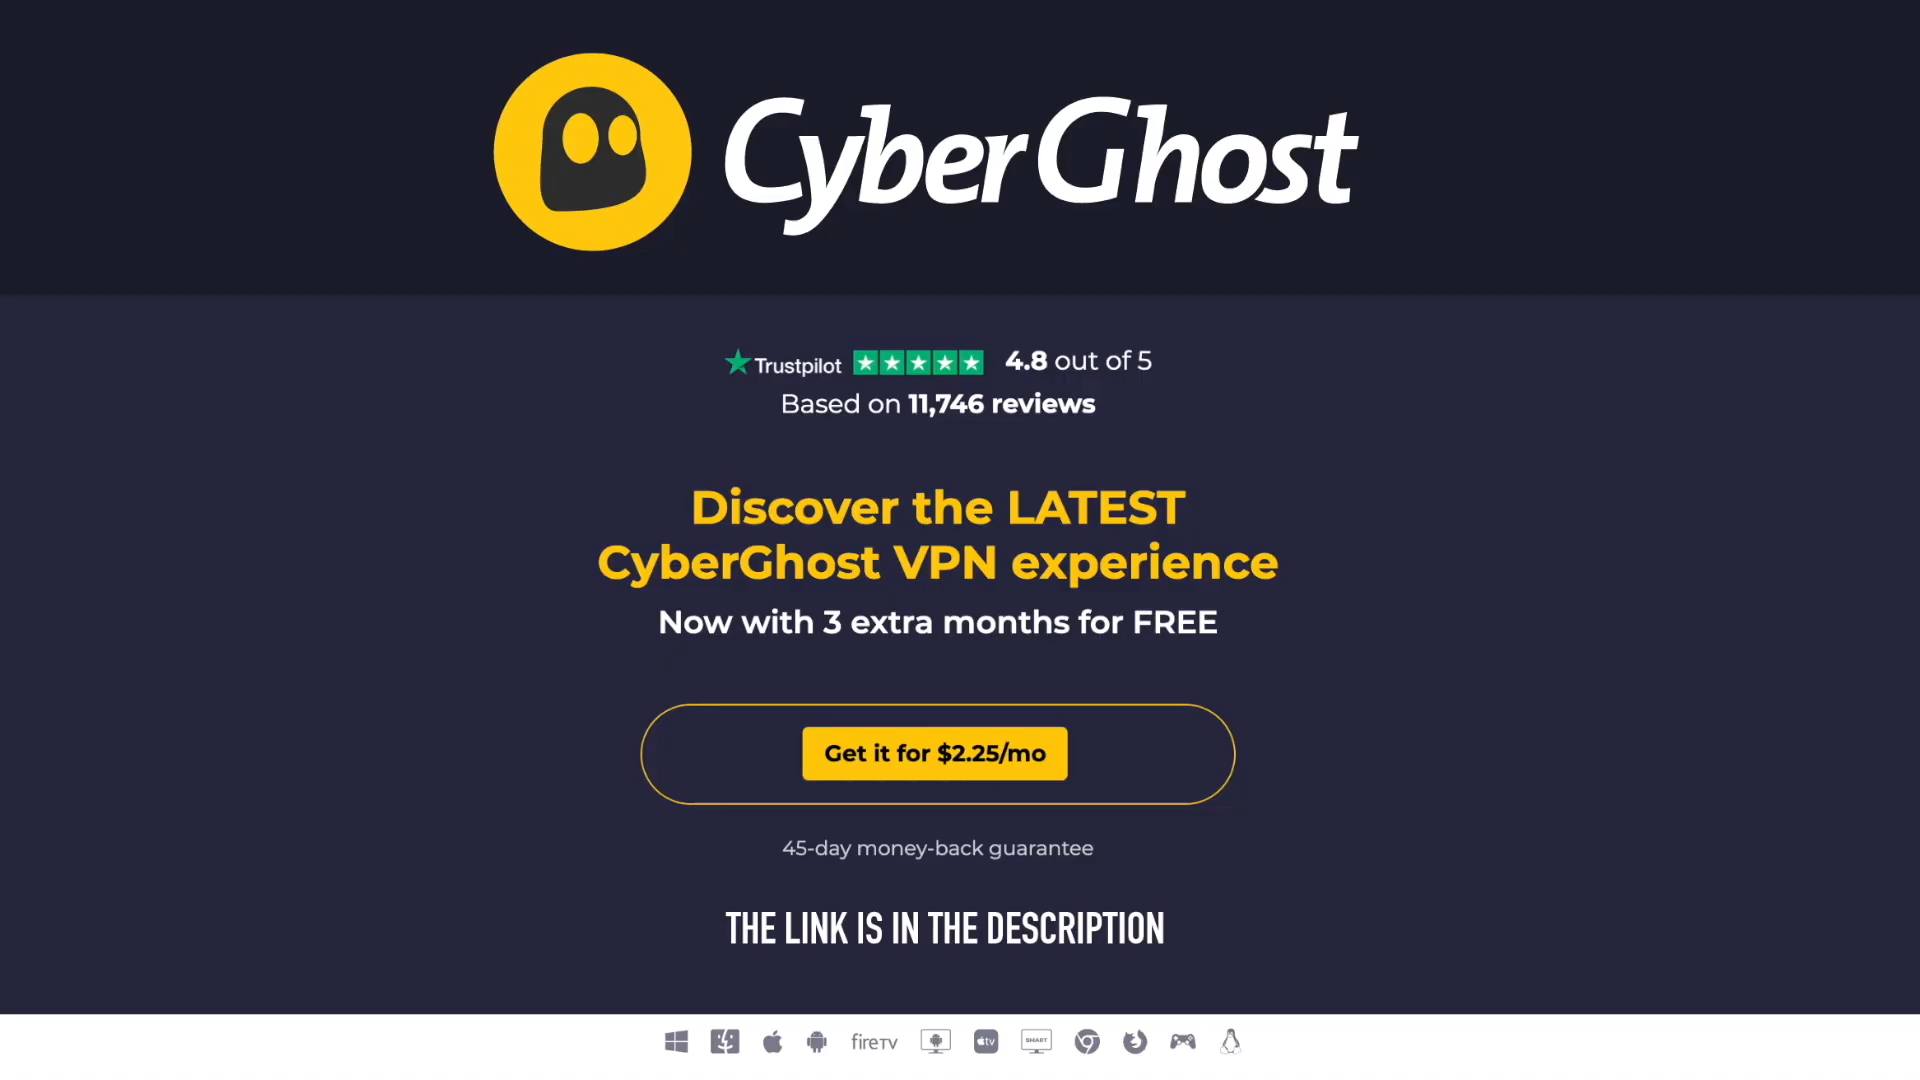 CyberGhost
Trustpilot 4.8 out of 5
Based on 11,746 reviews
Discover the LATEST
CyberGhost VPN experience
Now with 3 extra months for FREE
Get it for $2.25/mo
45-day money-back guarantee
THE LINK IS IN THE DESCRIPTION
fireTV tv SMART